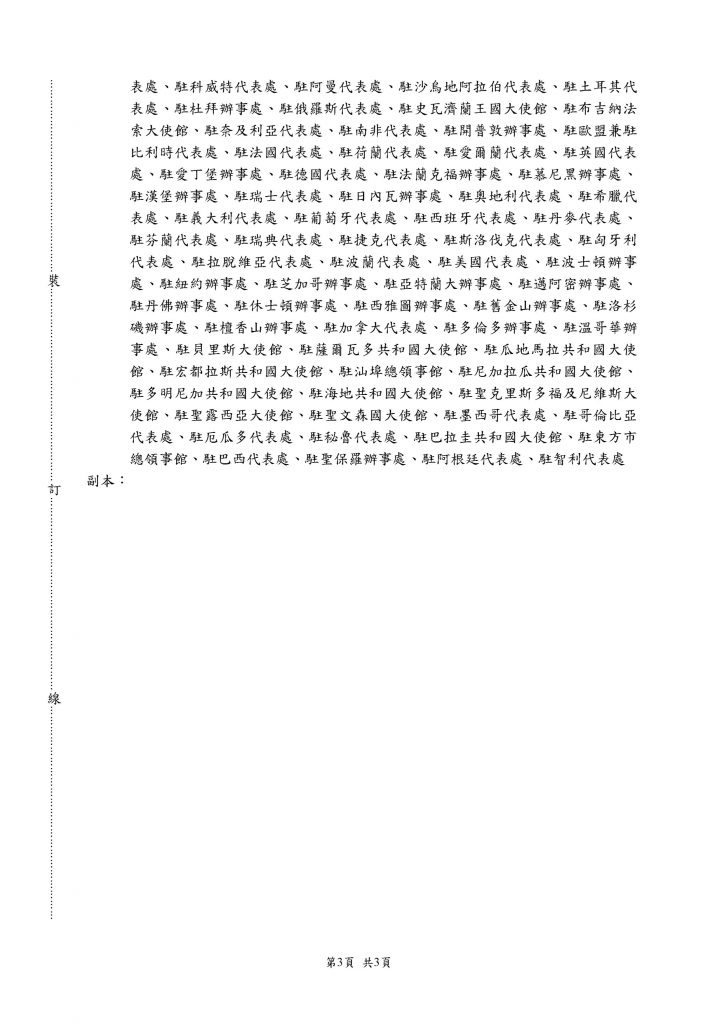 表處、駐科威特代表處、駐阿曼代表處、駐沙烏地阿拉伯代表處、駐土耳其代
表處、駐杜拜辦事處、駐俄羅斯代表處、駐史瓦濟蘭王國大使館、駐布吉納法
索大使館、駐奈及利亞代表處、駐南非代表處、駐開普敦辦事處、駐歐盟兼駐
比利時代表處、駐法國代表處、駐荷蘭代表處、駐愛爾蘭代表處、駐英國代表
處、駐愛丁堡辦事處、駐德國代表處、駐法蘭克福辦事處、駐慕尼黑辦事處、
駐漢堡辦事處、駐瑞士代表處、駐日內瓦辦事處、駐奧地利代表處、駐希臘代
表處、駐義大利代表處、駐葡萄牙代表處、駐西班牙代表處、駐丹麥代表處、
駐芬蘭代表處、駐瑞典代表處、駐捷克代表處、駐斯洛伐克代表處、駐匈牙利
代表處、駐拉脫維亞代表處、駐波蘭代表處、駐美國代表處、駐波士頓辦事
處、駐紐約辦事處、駐芝加哥辦事處、駐亞特蘭大辦事處、駐邁阿密辦事處、
駐丹佛辦事處、駐休士頓辦事處、駐西雅圖辦事處、駐舊金山辦事處、駐洛杉
磯辦事處、駐檀香山辦事處、駐加拿大代表處、駐多倫多辦事處、駐溫哥華辦
事處、駐貝里斯大使館、駐薩爾瓦多共和國大使館、駐瓜地馬拉共和國大使
館、駐宏都拉斯共和國大使館、駐汕埠總領事館、駐尼加拉瓜共和國大使館、
駐多明尼加共和國大使館、駐海地共和國大使館、駐聖克里斯多福及尼維斯大
使館、駐聖露西亞大使館、駐聖文森國大使館、駐墨西哥代表處、駐哥倫比亞
代表處、駐厄瓜多代表處、駐秘魯代表處、駐巴拉圭共和國大使館、駐東方市
總領事館、駐巴西代表處、駐聖保羅辦事處、駐阿根廷代表處、駐智利代表處
副本：
裝
訂
線
第3頁 共3頁